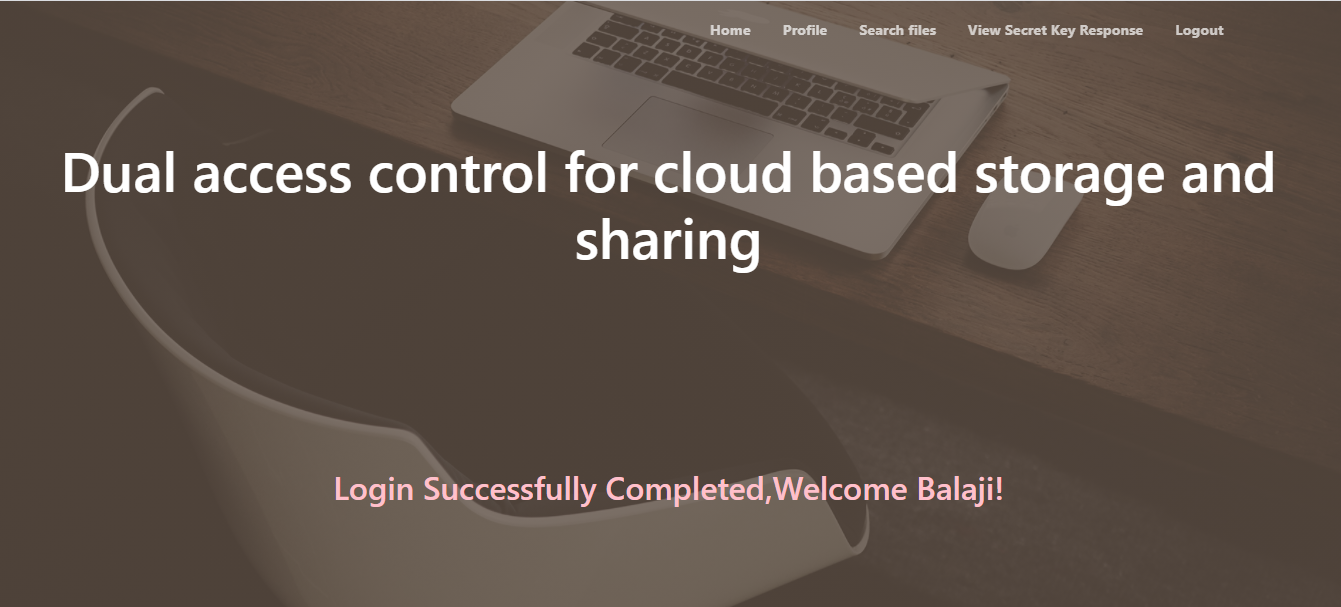 Home Profile Search files View Secret Key Response Logout
Dual access control for cloud based storage and
sharing
Login Successfully Completed,Welcome Balaji!